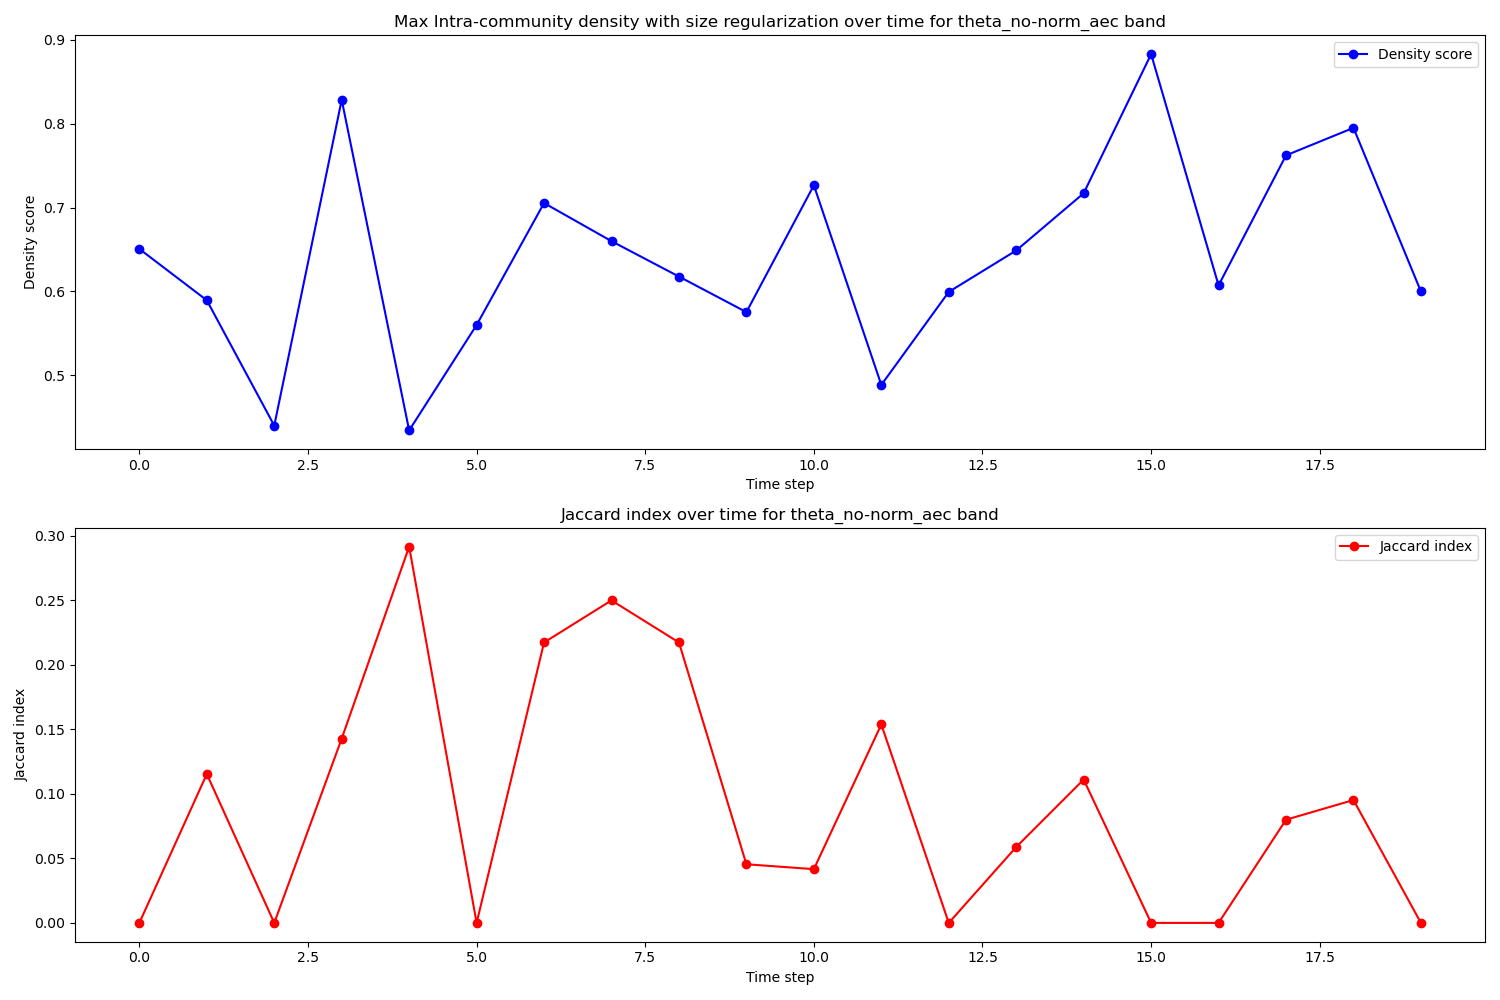 Max Intra-community density with size regularization over time for theta_no-norm_aec band
0.9
0.8
0.7
0.6
0.5
Density score
Density score
0.0 2.5 5.0 7.5 10.0 12.5 15.0 17.5
Time step
Jaccard index over time for theta_no-norm_aec band
0.30
0.25
0.20
0.15
0.10
0.05
0.00
Jaccard index
Jaccard index
0.0 2.5 5.0 7.5 10.0 12.5 15.0 17.5
Time step